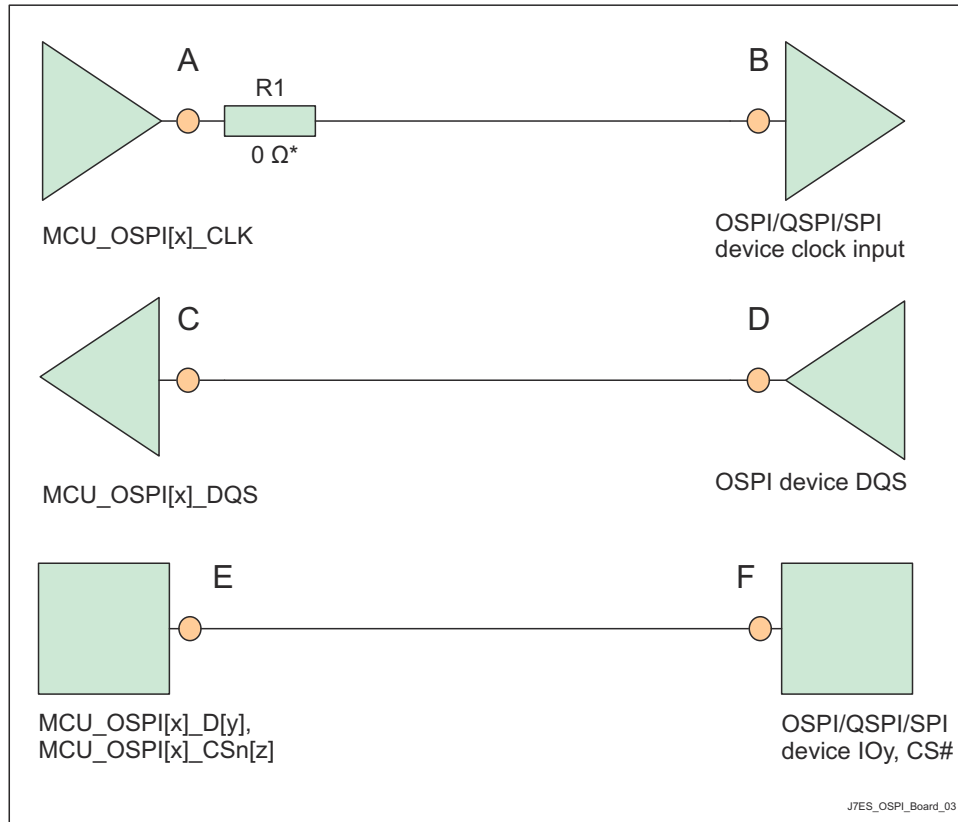 A
B
R1
0 Ω*
MCU_OSPI[x]_CLK
OSPI/QSPI/SPI
device clock input
C
D
MCU_OSPI[x]_DQS
OSPI device DQS
E
F
MCU_OSPI[x]_D[y],
MCU_OSPI[x]_CSn[z]
OSPI/QSPI/SPI
device IOy, CS#
J7ES_OSPI_Board_03